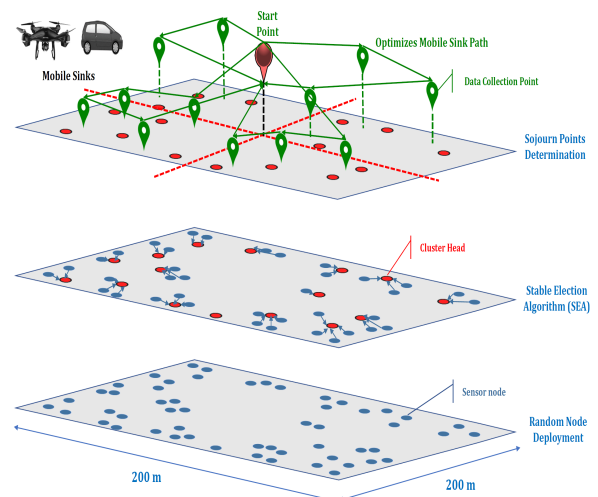 Start
Point
Optimizes Mobile Sink Path
Mobile Sinks
Data Collection Point
Sojourn Points
Determination
Cluster Head
Stable Election
Algorithm (SEA)
Sensor node
Random Node
Deployment
200 m
200 m